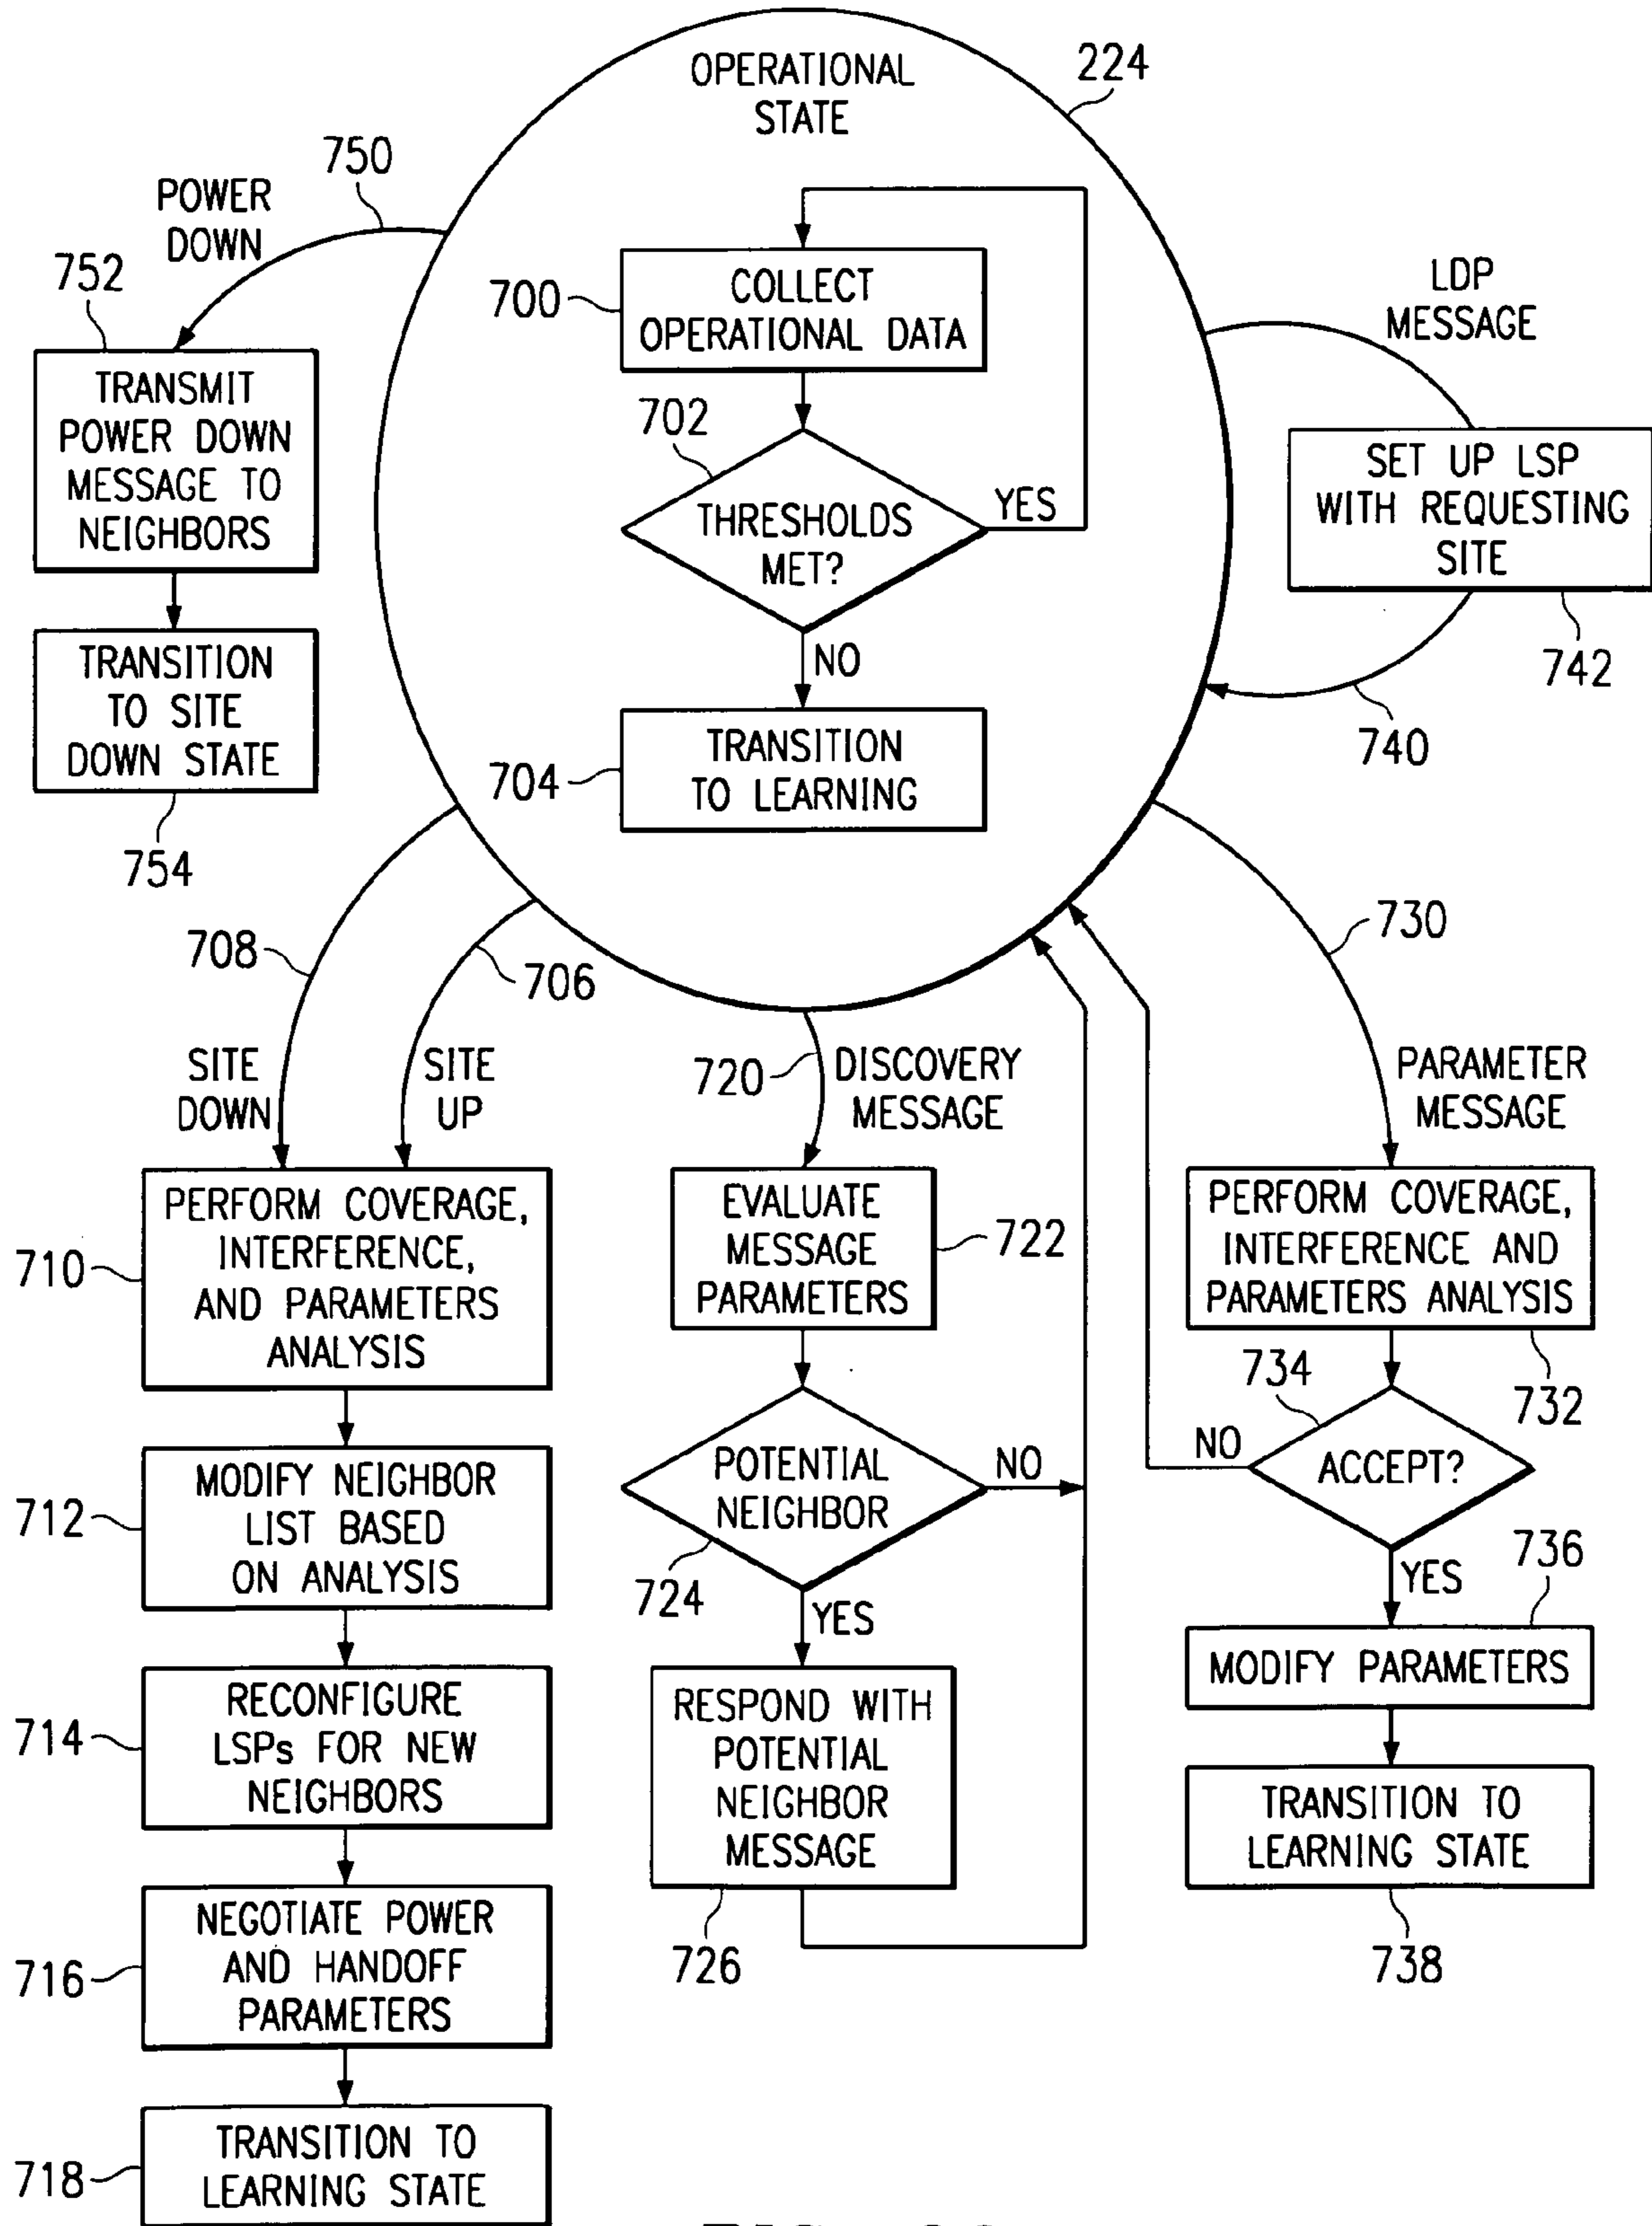 OPERATIONAL
STATE
224
750
POWER
DOWN
752
TRANSMIT
POWER DOWN
MESSAGE TO
NEIGHBORS
TRANSITION
TO SITE
DOWN STATE
754
700
COLLECT
OPERATIONAL DATA
702
THRESHOLDS
MET?
YES
NO
704
TRANSITION
TO LEARNING
LDP
MESSAGE
SET UP LSP
WITH REQUESTING
SITE
742
740
708
706
SITE
DOWN
SITE
UP
710
PERFORM COVERAGE,
INTERFERENCE,
AND PARAMETERS
ANALYSIS
712
MODIFY NEIGHBOR
LIST BASED
ON ANALYSIS
714
RECONFIGURE
LSPs FOR NEW
NEIGHBORS
716
NEGOTIATE POWER
AND HANDOFF
PARAMETERS
718
TRANSITION TO
LEARNING STATE
720
DISCOVERY
MESSAGE
EVALUATE
MESSAGE
PARAMETERS
722
POTENTIAL
NEIGHBOR
NO
724
YES
RESPOND WITH
POTENTIAL
NEIGHBOR
MESSAGE
726
730
PARAMETER
MESSAGE
PERFORM COVERAGE,
INTERFERENCE AND
PARAMETERS ANALYSIS
732
734
ACCEPT?
NO
YES
736
MODIFY PARAMETERS
TRANSITION TO
LEARNING STATE
738